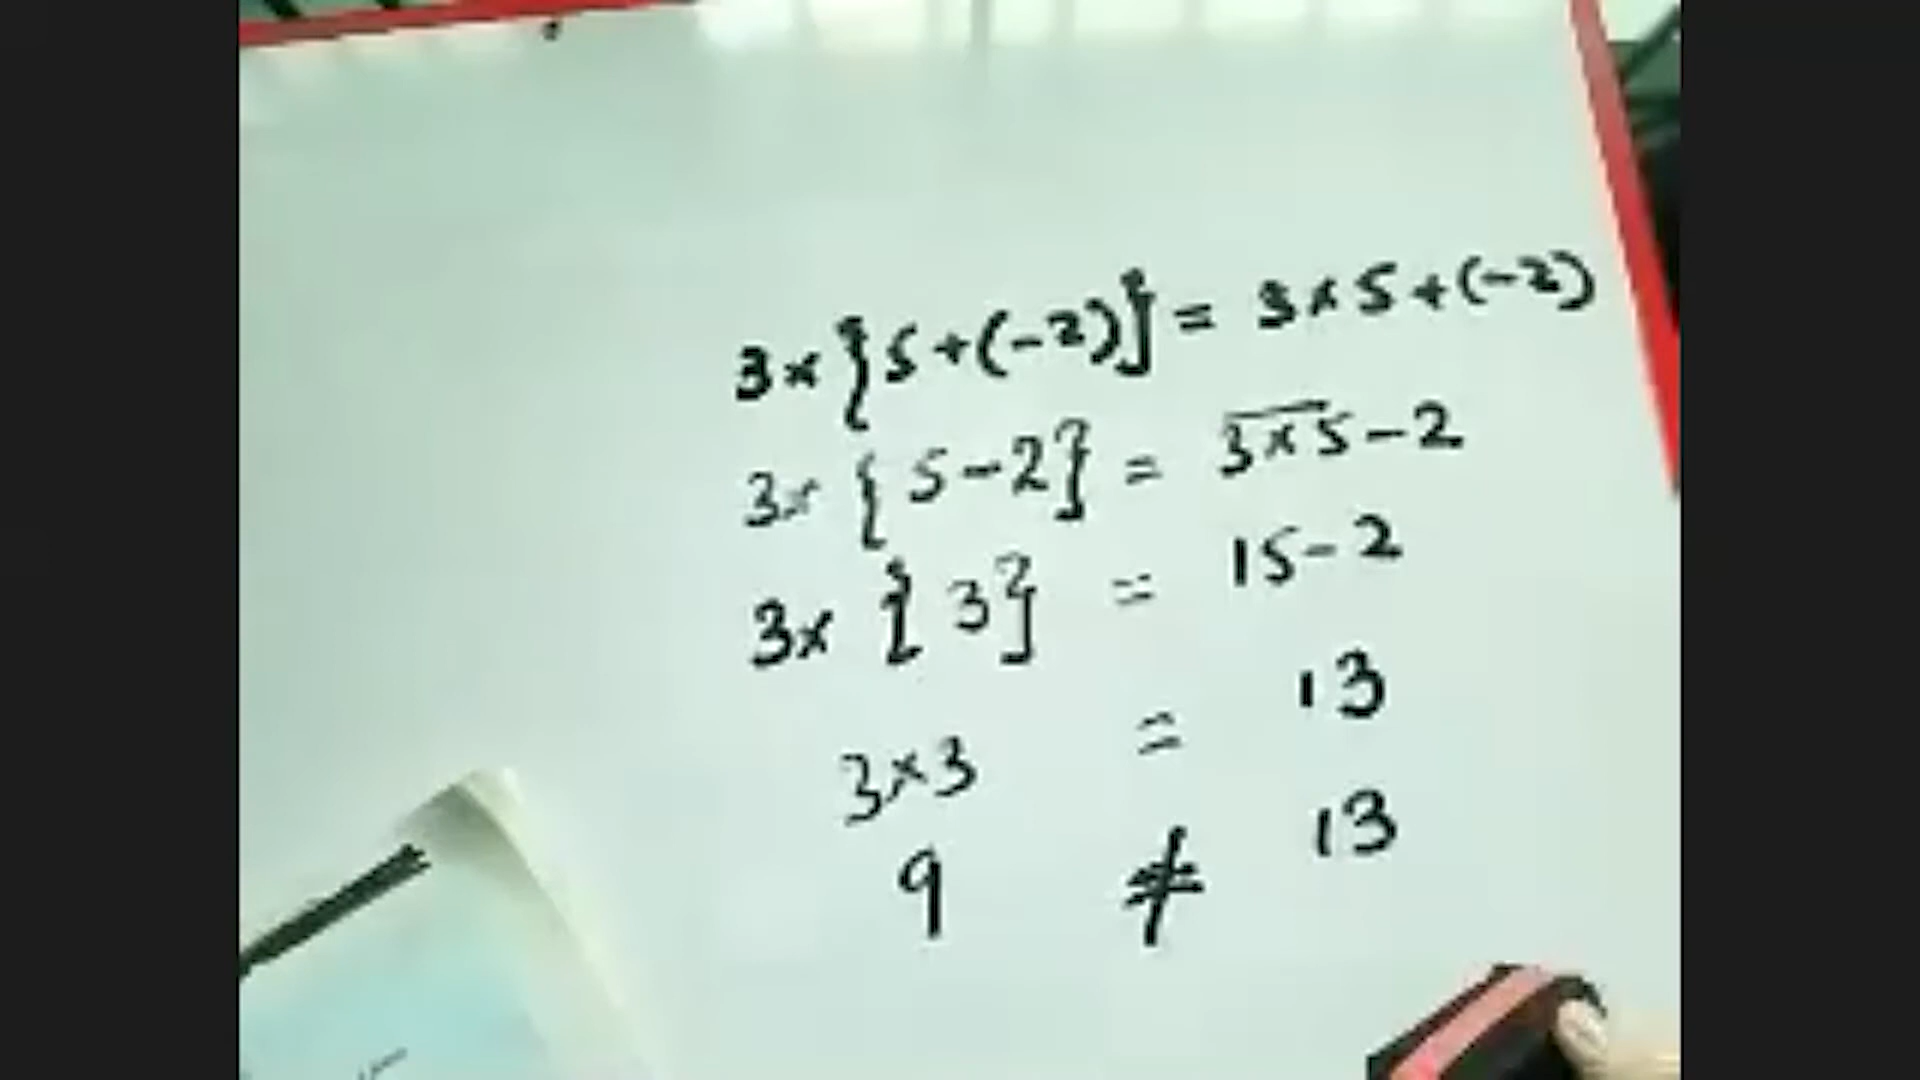 3×{5+(-2)} = 3×5+(-2)
3×{5-2} = 3×5-2
3×{3} = 15-2
3×3 = 13
9 ≠ 13